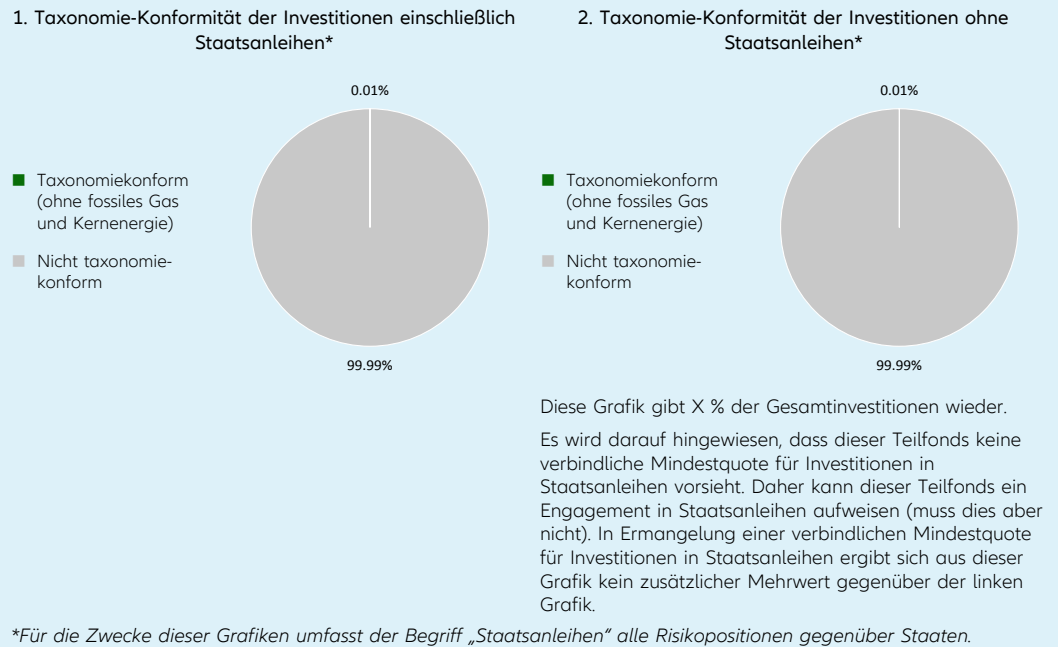 1. Taxonomie-Konformität der Investitionen einschließlich
Staatsanleihen*
0.01%
Taxonomiekonform
(ohne fossiles Gas
und Kernenergie)
Nicht taxonomie-
konform
99.99%
2. Taxonomie-Konformität der Investitionen ohne
Staatsanleihen*
0.01%
Taxonomiekonform
(ohne fossiles Gas
und Kernenergie)
Nicht taxonomie-
konform
99.99%
Diese Grafik gibt X % der Gesamtinvestitionen wieder.
Es wird darauf hingewiesen, dass dieser Teilfonds keine
verbindliche Mindestquote für Investitionen in
Staatsanleihen vorsieht. Daher kann dieser Teilfonds ein
Engagement in Staatsanleihen aufweisen (muss dies aber
nicht). In Ermangelung einer verbindlichen Mindestquote
für Investitionen in Staatsanleihen ergibt sich aus dieser
Grafik kein zusätzlicher Mehrwert gegenüber der linken
Grafik.
*Für die Zwecke dieser Grafiken umfasst der Begriff „Staatsanleihen“ alle Risikopositionen gegenüber Staaten.